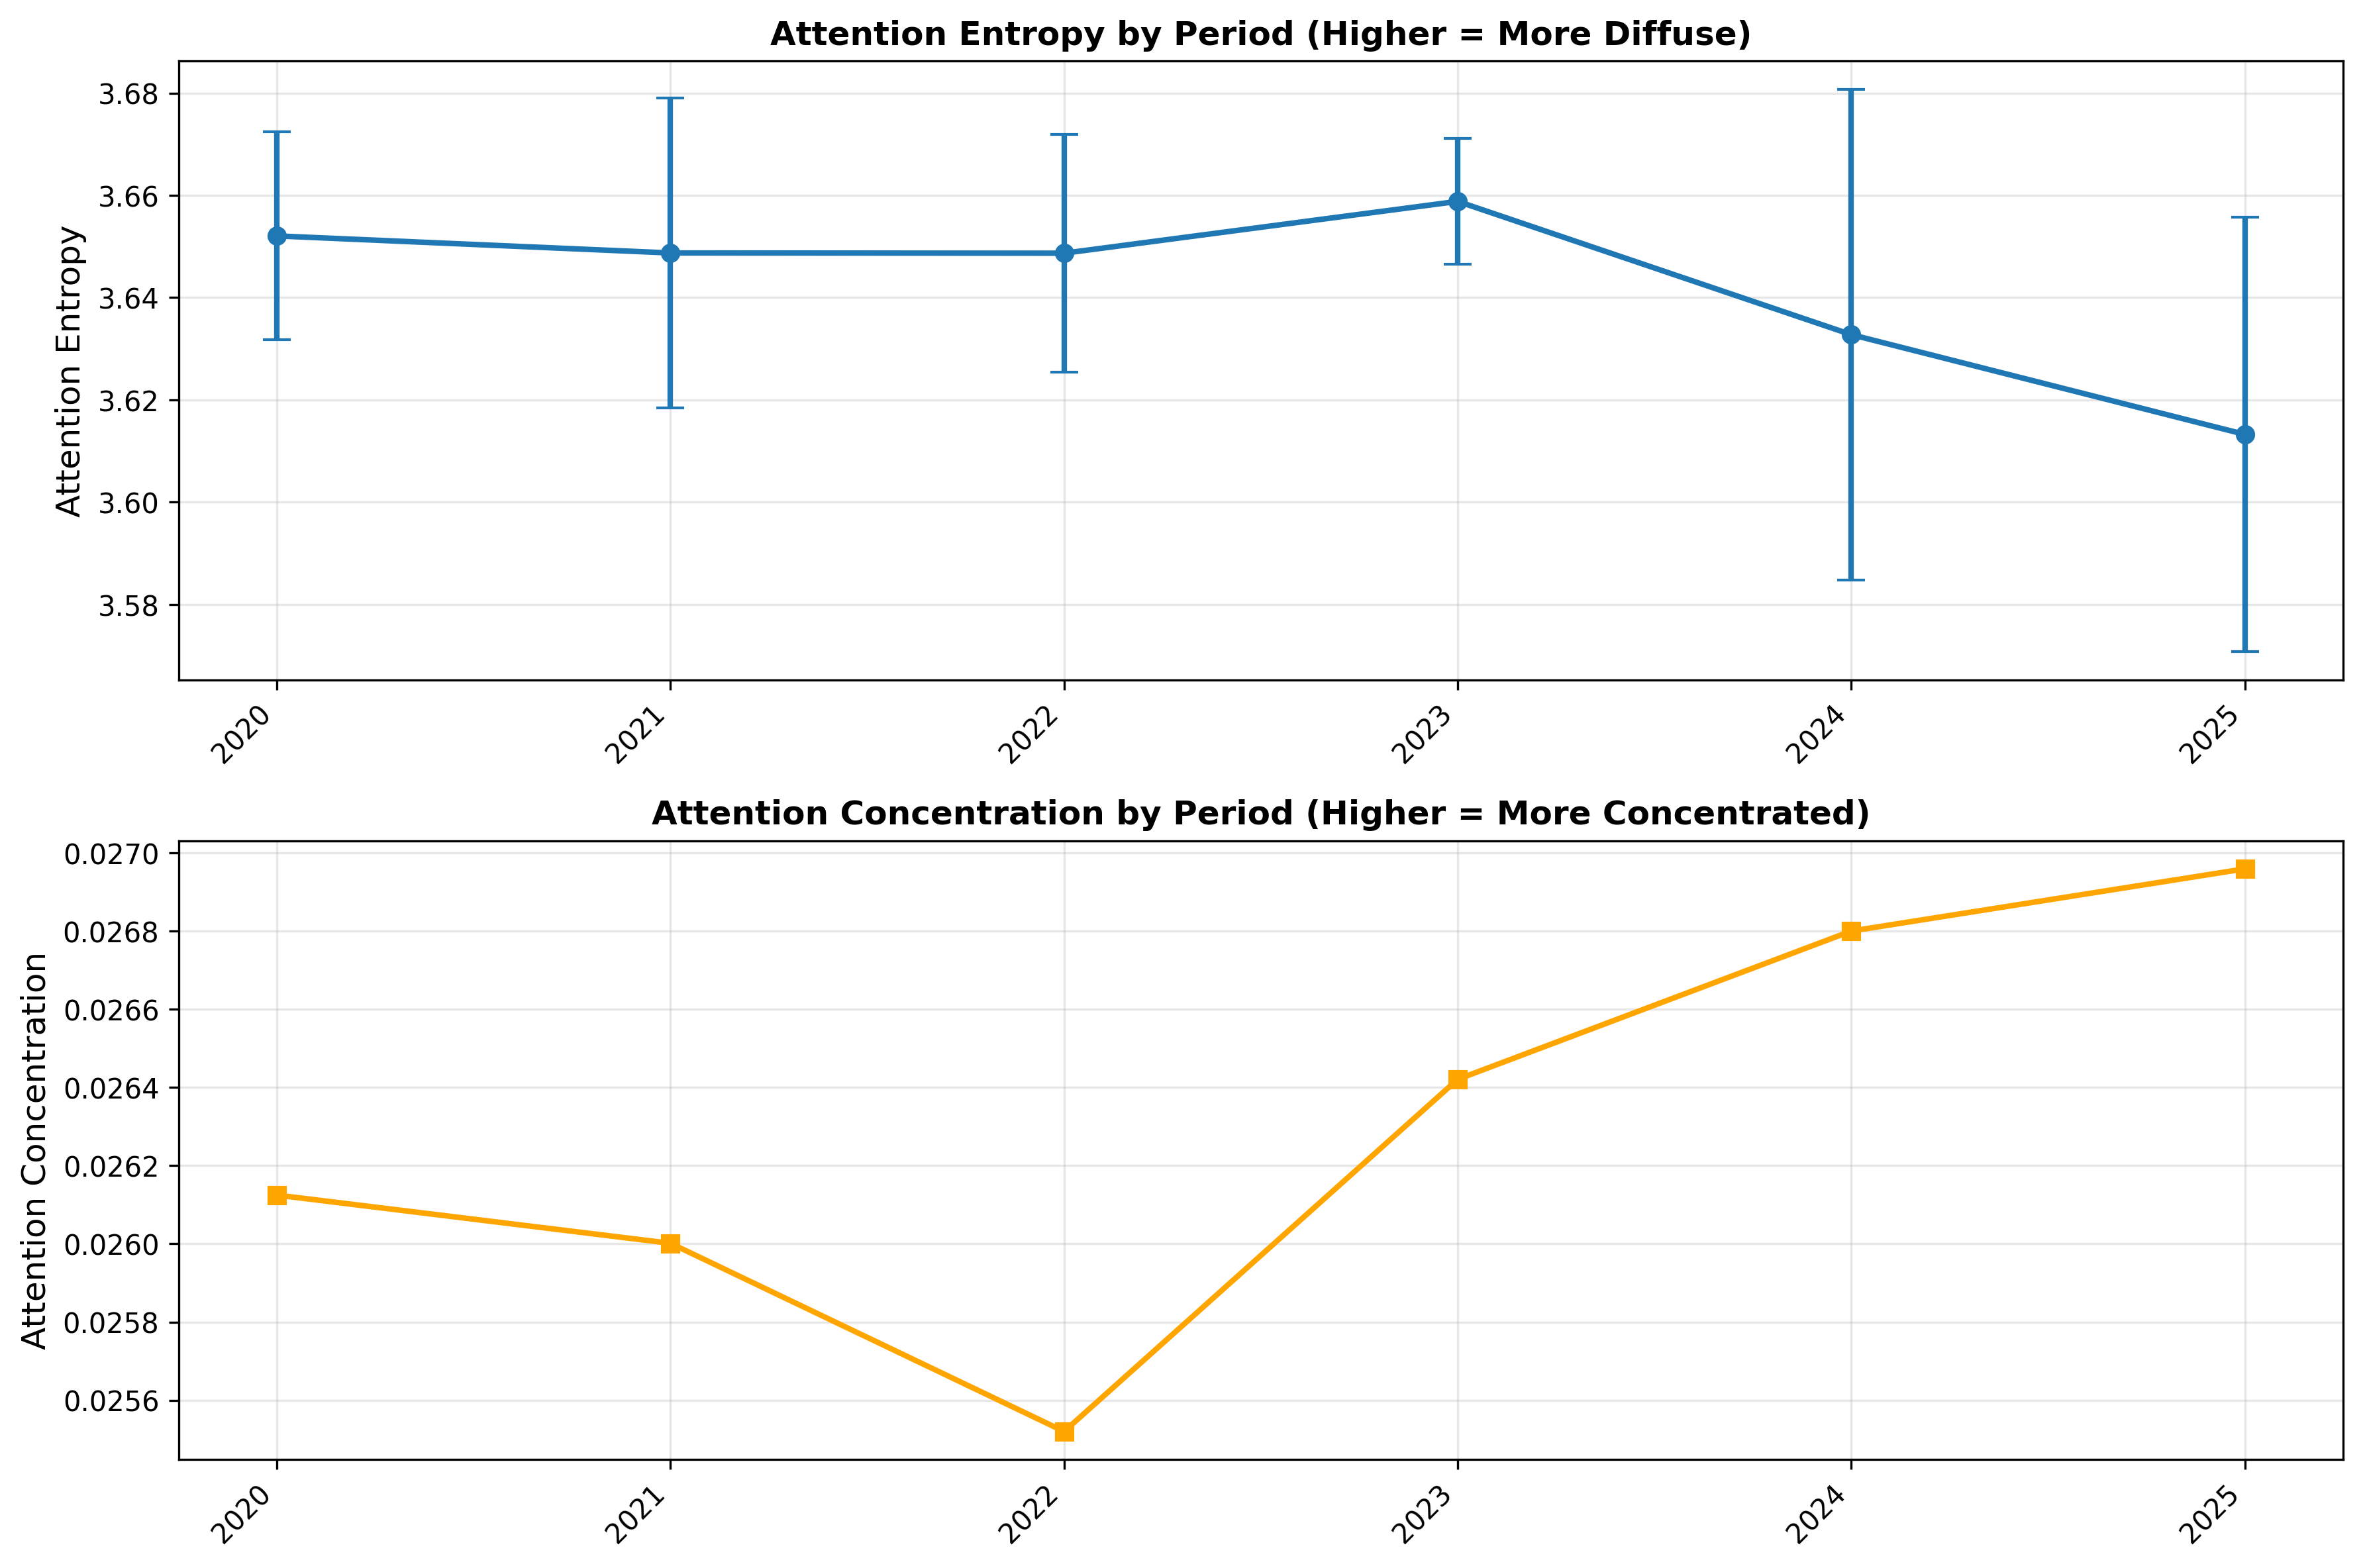 Attention Entropy by Period (Higher = More Diffuse)
Attention Entropy
3.68
3.66
3.64
3.62
3.60
3.58
2020 2021 2022 2023 2024 2025
Attention Concentration by Period (Higher = More Concentrated)
Attention Concentration
0.0270
0.0268
0.0266
0.0264
0.0262
0.0260
0.0258
0.0256
2020 2021 2022 2023 2024 2025